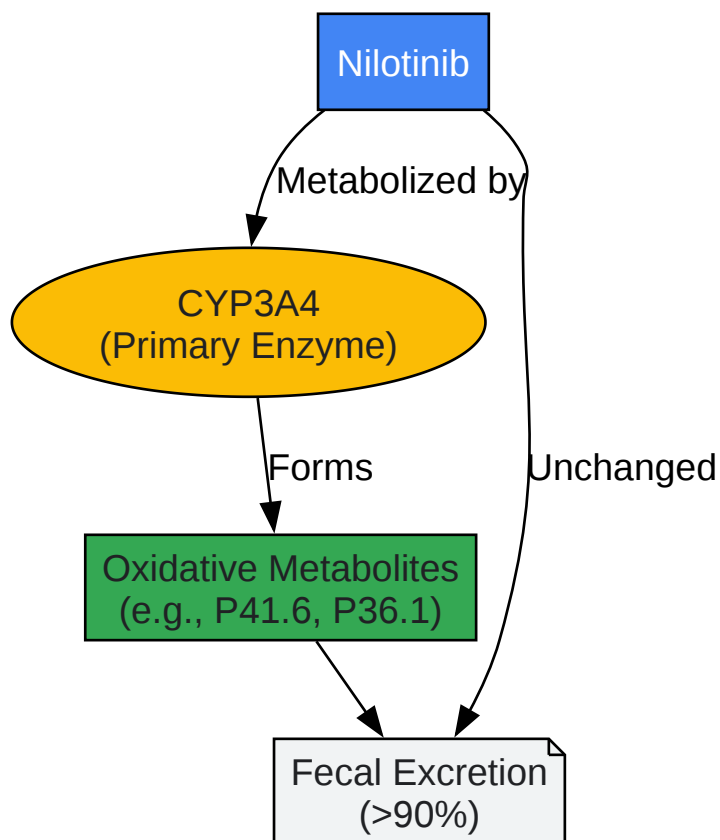 Nilotinib
Metabolized by
CYP3A4
(Primary Enzyme)
Forms
Unchanged
Oxidative Metabolites
(e.g., P41.6, P36.1)
Fecal Excretion
(>90%)